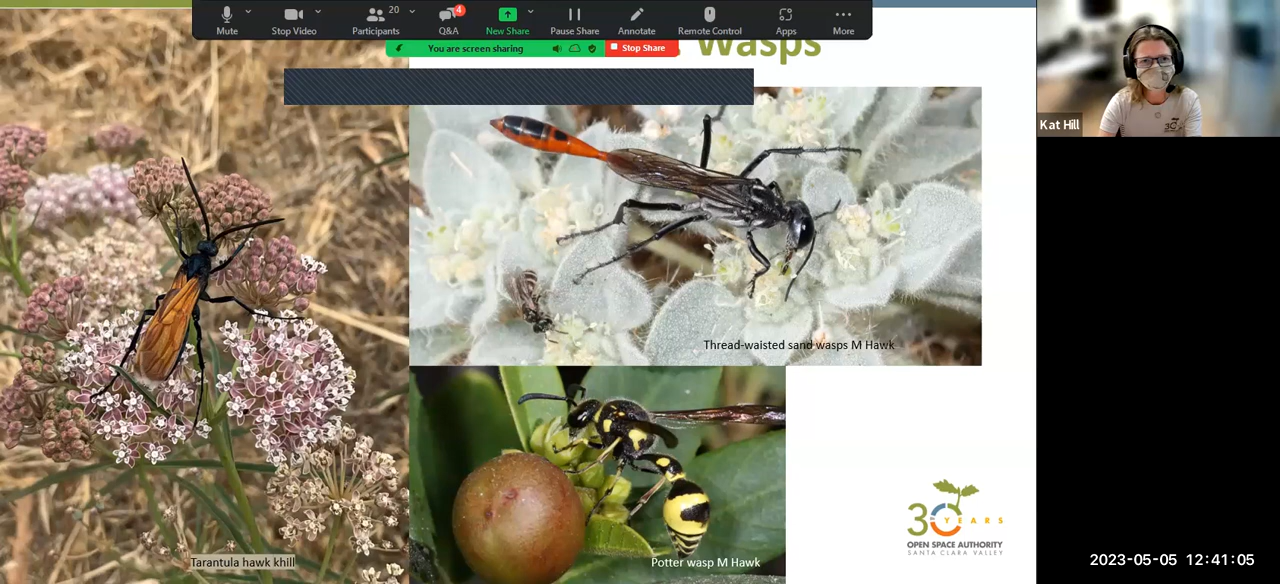 20
4
Mute
Stop Video
Participants
Q&A
New Share
Pause Share
Annotate
Remote Control
Apps
More
You are screen sharing
Stop Share
Wasps
Kat Hill
Thread-waisted sand wasps M Hawk
Tarantula hawk khill
Potter wasp M Hawk
30
YEARS
OPEN SPACE AUTHORITY
SANTA CLARA VALLEY
2023-05-05 12:41:05